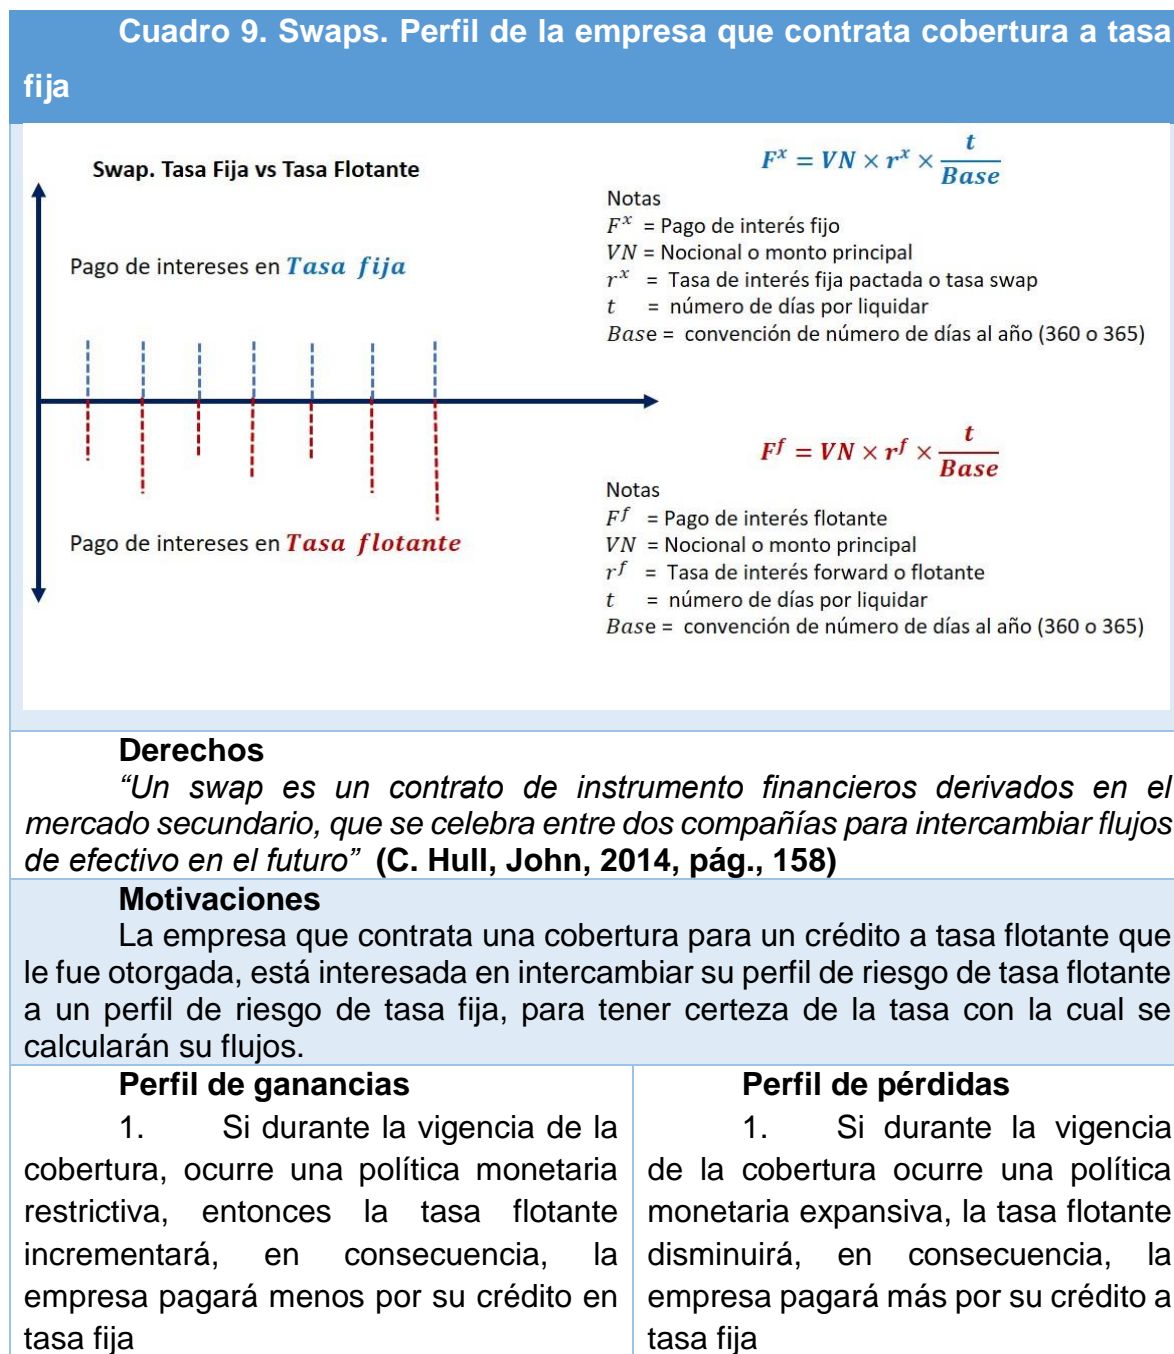 Cuadro 9. Swaps. Perfil de la empresa que contrata cobertura a tasa
fija
Swap. Tasa Fija vs Tasa Flotante
Pago de intereses en Tasa fija
Pago de intereses en Tasa flotante
F^x = VN × r^x × t/Base
Notas
F^x = Pago de interés fijo
VN = Nocional o monto principal
r^x = Tasa de interés fija pactada o tasa swap
t = número de días por liquidar
Base = convención de número de días al año (360 o 365)
F^f = VN × r^f × t/Base
Notas
F^f = Pago de interés flotante
VN = Nocional o monto principal
r^f = Tasa de interés forward o flotante
t = número de días por liquidar
Base = convención de número de días al año (360 o 365)
Derechos
“Un swap es un contrato de instrumento financieros derivados en el
mercado secundario, que se celebra entre dos compañías para intercambiar flujos
de efectivo en el futuro” (C. Hull, John, 2014, pág., 158)
Motivaciones
La empresa que contrata una cobertura para un crédito a tasa flotante que
le fue otorgada, está interesada en intercambiar su perfil de riesgo de tasa flotante
a un perfil de riesgo de tasa fija, para tener certeza de la tasa con la cual se
calcularán su flujos.
Perfil de ganancias
1. Si durante la vigencia de la
cobertura, ocurre una política monetaria
restrictiva, entonces la tasa flotante
incrementará, en consecuencia, la
empresa pagará menos por su crédito en
tasa fija
Perfil de pérdidas
1. Si durante la vigencia
de la cobertura ocurre una política
monetaria expansiva, la tasa flotante
disminuirá, en consecuencia, la
empresa pagará más por su crédito a
tasa fija